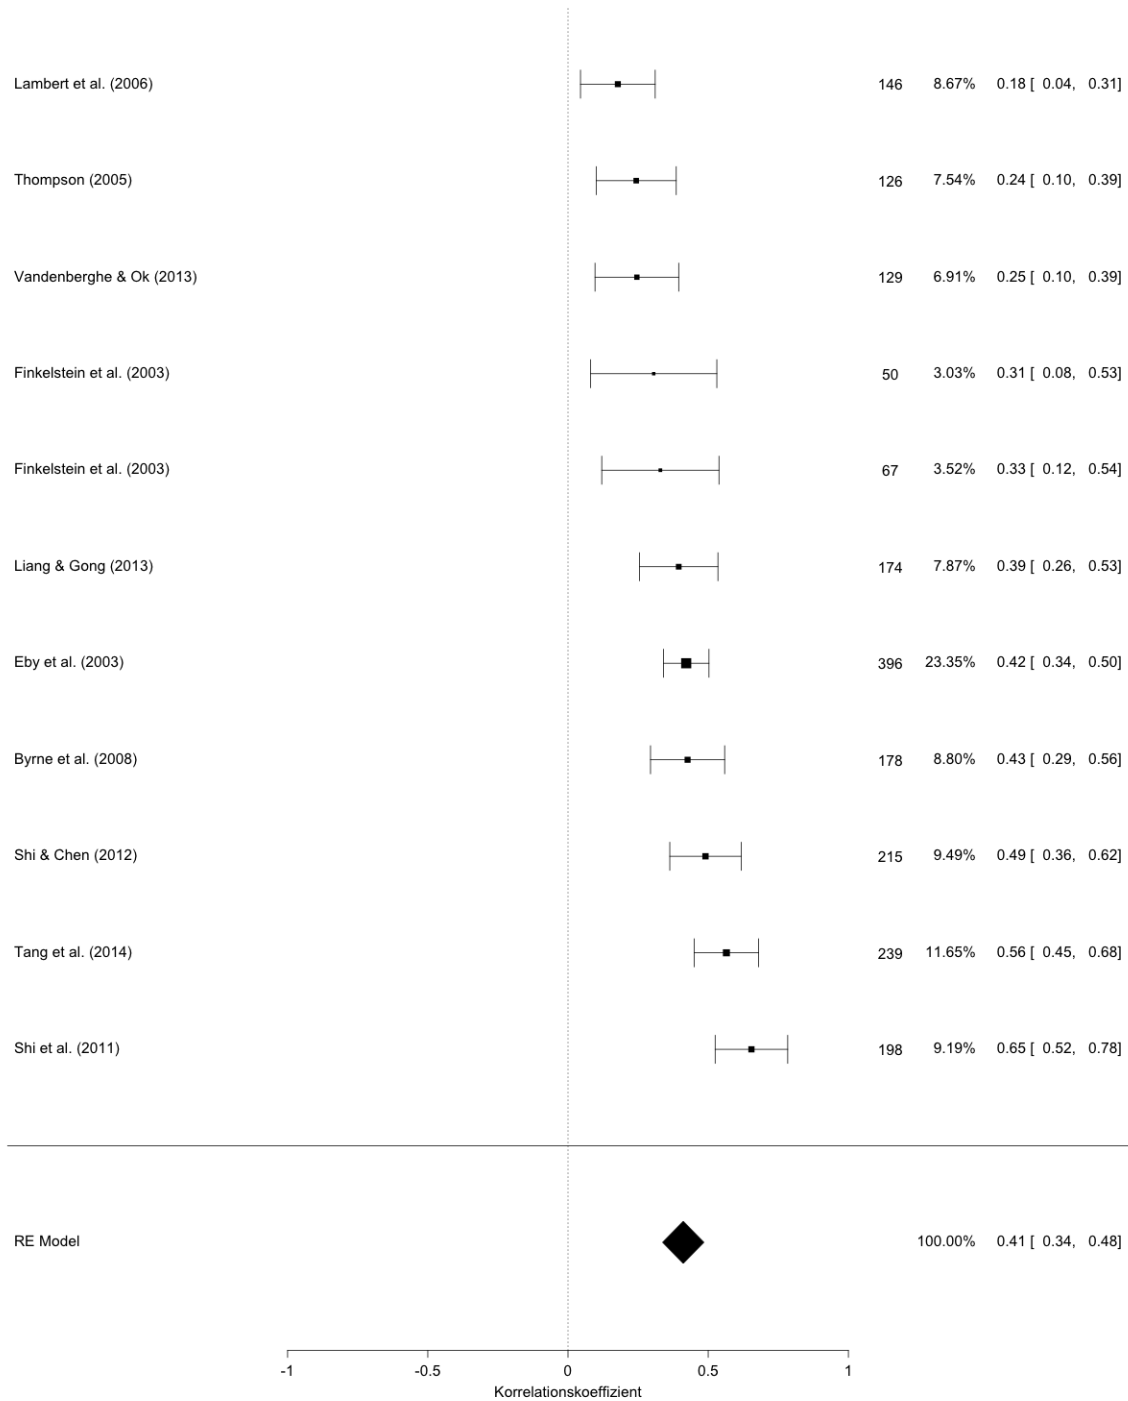 Lambert et al. (2006) 146 8.67% 0.18 [ 0.04, 0.31]
Thompson (2005) 126 7.54% 0.24 [ 0.10, 0.39]
Vandenberghe & Ok (2013) 129 6.91% 0.25 [ 0.10, 0.39]
Finkelstein et al. (2003) 50 3.03% 0.31 [ 0.08, 0.53]
Finkelstein et al. (2003) 67 3.52% 0.33 [ 0.12, 0.54]
Liang & Gong (2013) 174 7.87% 0.39 [ 0.26, 0.53]
Eby et al. (2003) 396 23.35% 0.42 [ 0.34, 0.50]
Byrne et al. (2008) 178 8.80% 0.43 [ 0.29, 0.56]
Shi & Chen (2012) 215 9.49% 0.49 [ 0.36, 0.62]
Tang et al. (2014) 239 11.65% 0.56 [ 0.45, 0.68]
Shi et al. (2011) 198 9.19% 0.65 [ 0.52, 0.78]
RE Model 100.00% 0.41 [ 0.34, 0.48]
-1 -0.5 0 0.5 1
Korrelationskoeffizient